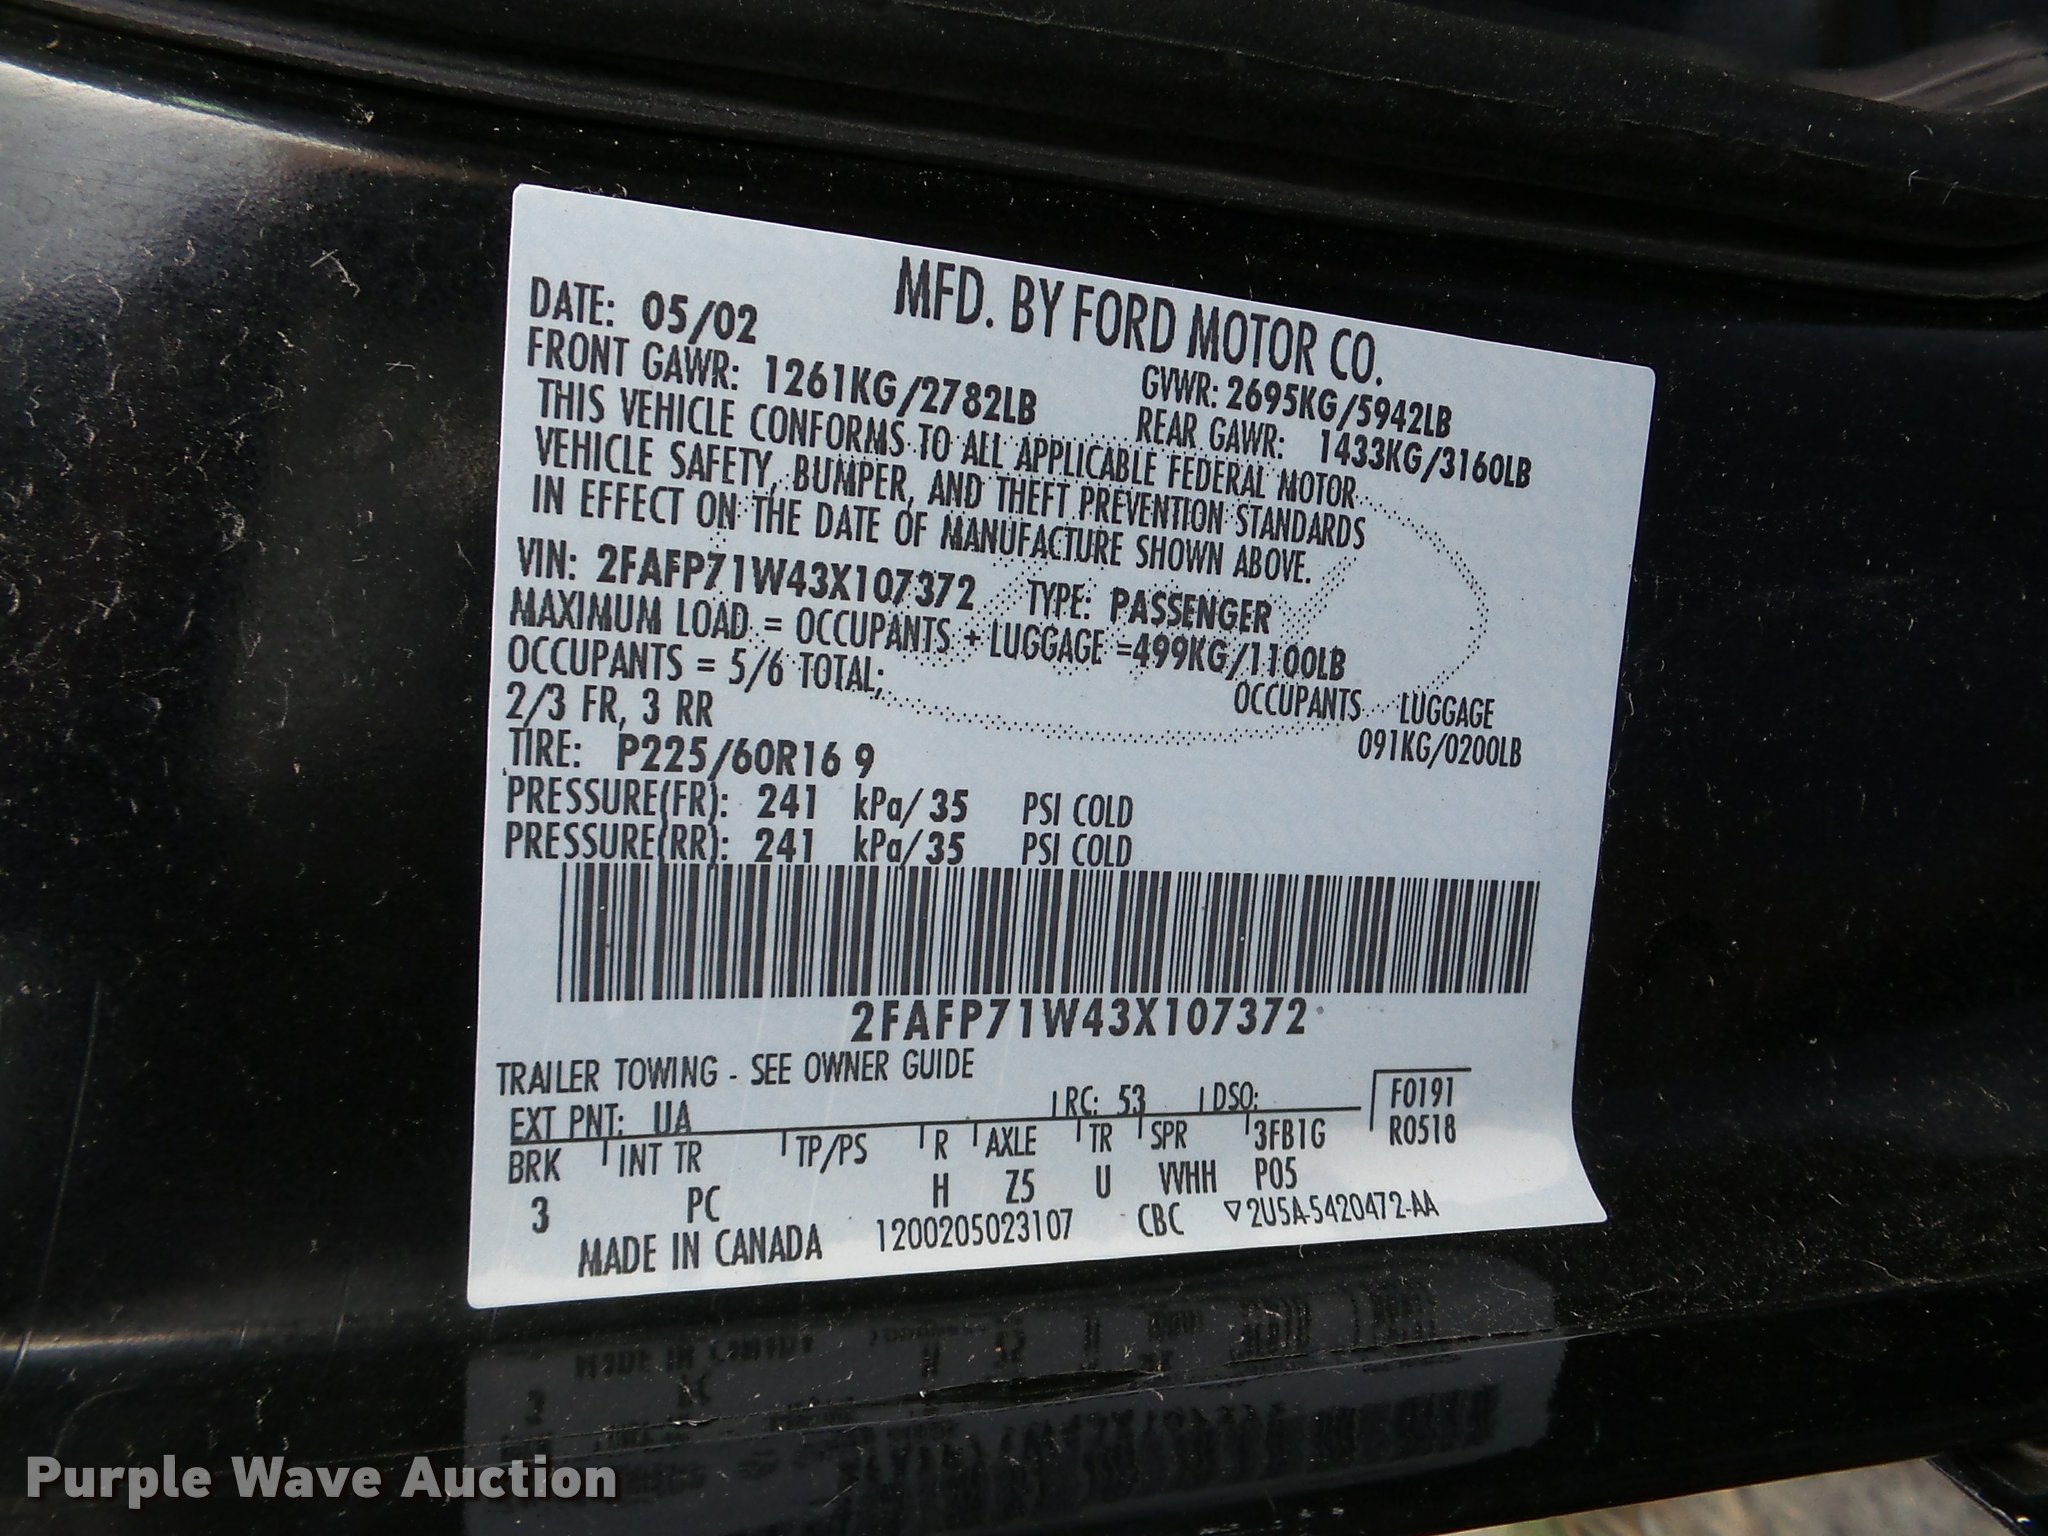 MFD. BY FORD MOTOR CO.
DATE: 05/02 GVWR: 2695KG/5942LB
FRONT GAWR: 1261KG/2782LB REAR GAWR: 1433KG/3160LB
THIS VEHICLE CONFORMS TO ALL APPLICABLE FEDERAL MOTOR
VEHICLE SAFETY, BUMPER, AND THEFT PREVENTION STANDARDS
IN EFFECT ON THE DATE OF MANUFACTURE SHOWN ABOVE.
VIN: 2FAFP71W43X107372 TYPE: PASSENGER
MAXIMUM LOAD = OCCUPANTS + LUGGAGE =499KG/1100LB
OCCUPANTS = 5/6 TOTAL; OCCUPANTS LUGGAGE
2/3 FR, 3 RR 091KG/0200LB
TIRE: P225/60R16 9
PRESSURE(FR): 241 kPa/35 PSI COLD
PRESSURE(RR): 241 kPa/35 PSI COLD
2FAFP71W43X107372
TRAILER TOWING - SEE OWNER GUIDE
EXT PNT: UA RC: 53 DSO: F0191
BRK INT TR TP/PS R AXLE TR SPR 3FB1G R0518
3 PC H Z5 U VVHH P05
MADE IN CANADA 1200205023107 CBC ▽2U5A-5420472-AA
Purple Wave Auction